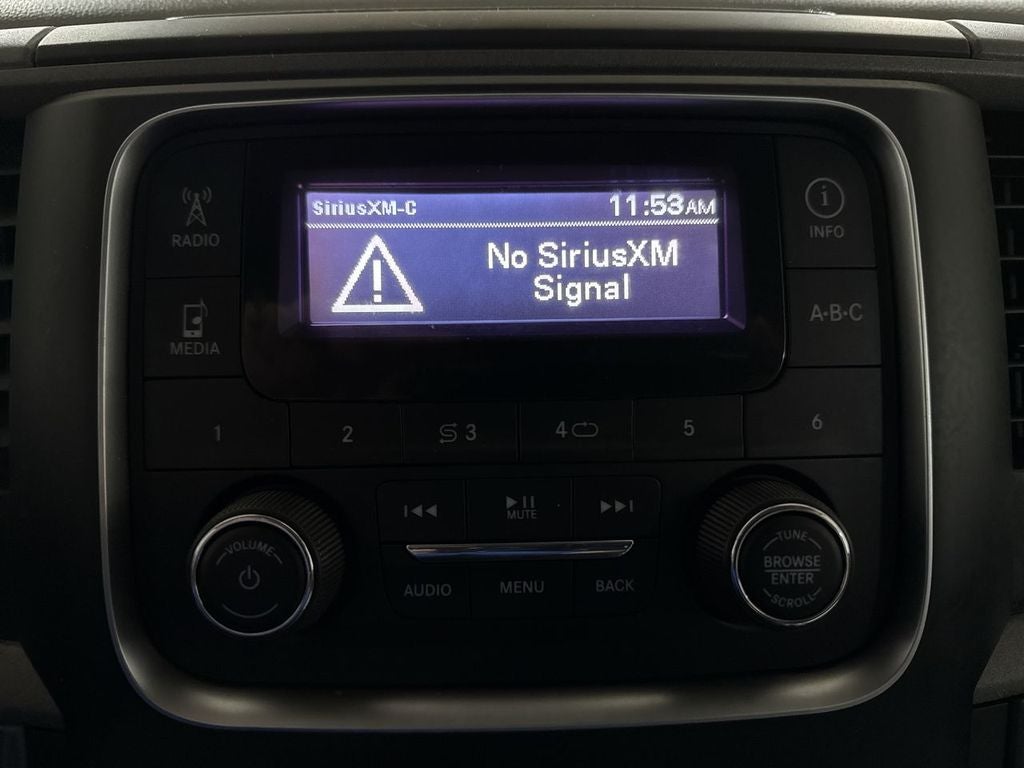 SiriusXM-C 11:53AM
No SiriusXM
Signal
RADIO
i
INFO
MEDIA
A•B•C
1 2 3 4 5 6
MUTE
VOLUME
TUNE
BROWSE
ENTER
SCROLL
AUDIO MENU BACK